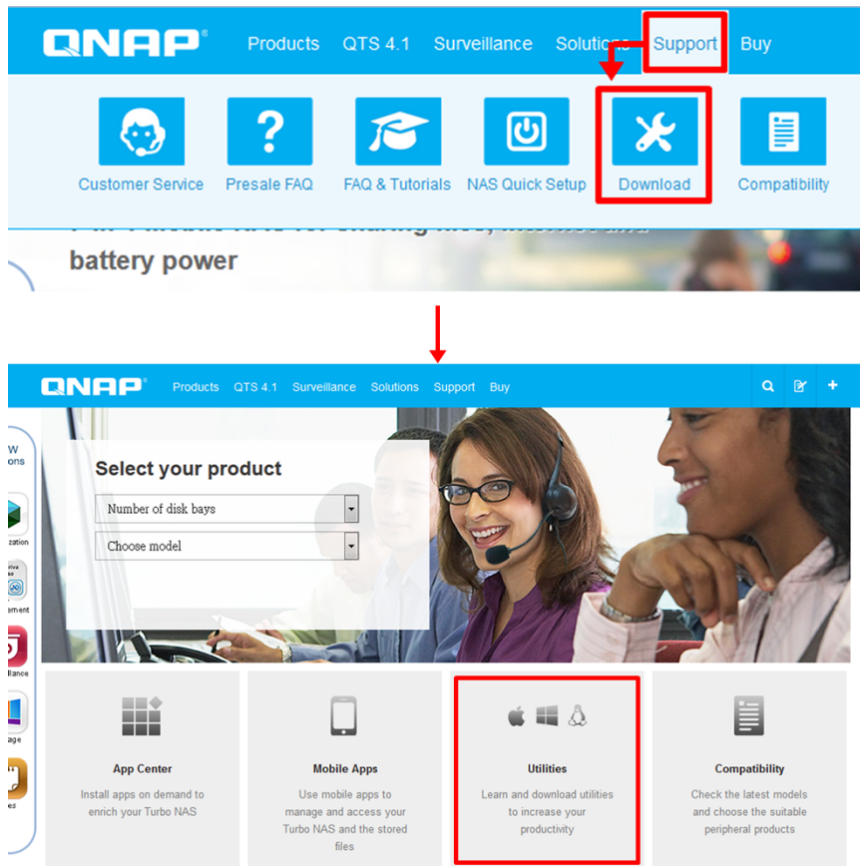 QNAP®
Products QTS 4.1 Surveillance Solutions Support Buy
Customer Service Presale FAQ FAQ & Tutorials NAS Quick Setup Download Compatibility
battery power
QNAP®
Products QTS 4.1 Surveillance Solutions Support Buy
Select your product
Number of disk bays
Choose model
App Center
Install apps on demand to
enrich your Turbo NAS
Mobile Apps
Use mobile apps to
manage and access your
Turbo NAS and the stored
files
Utilities
Learn and download utilities
to increase your
productivity
Compatibility
Check the latest models
and choose the suitable
peripheral products